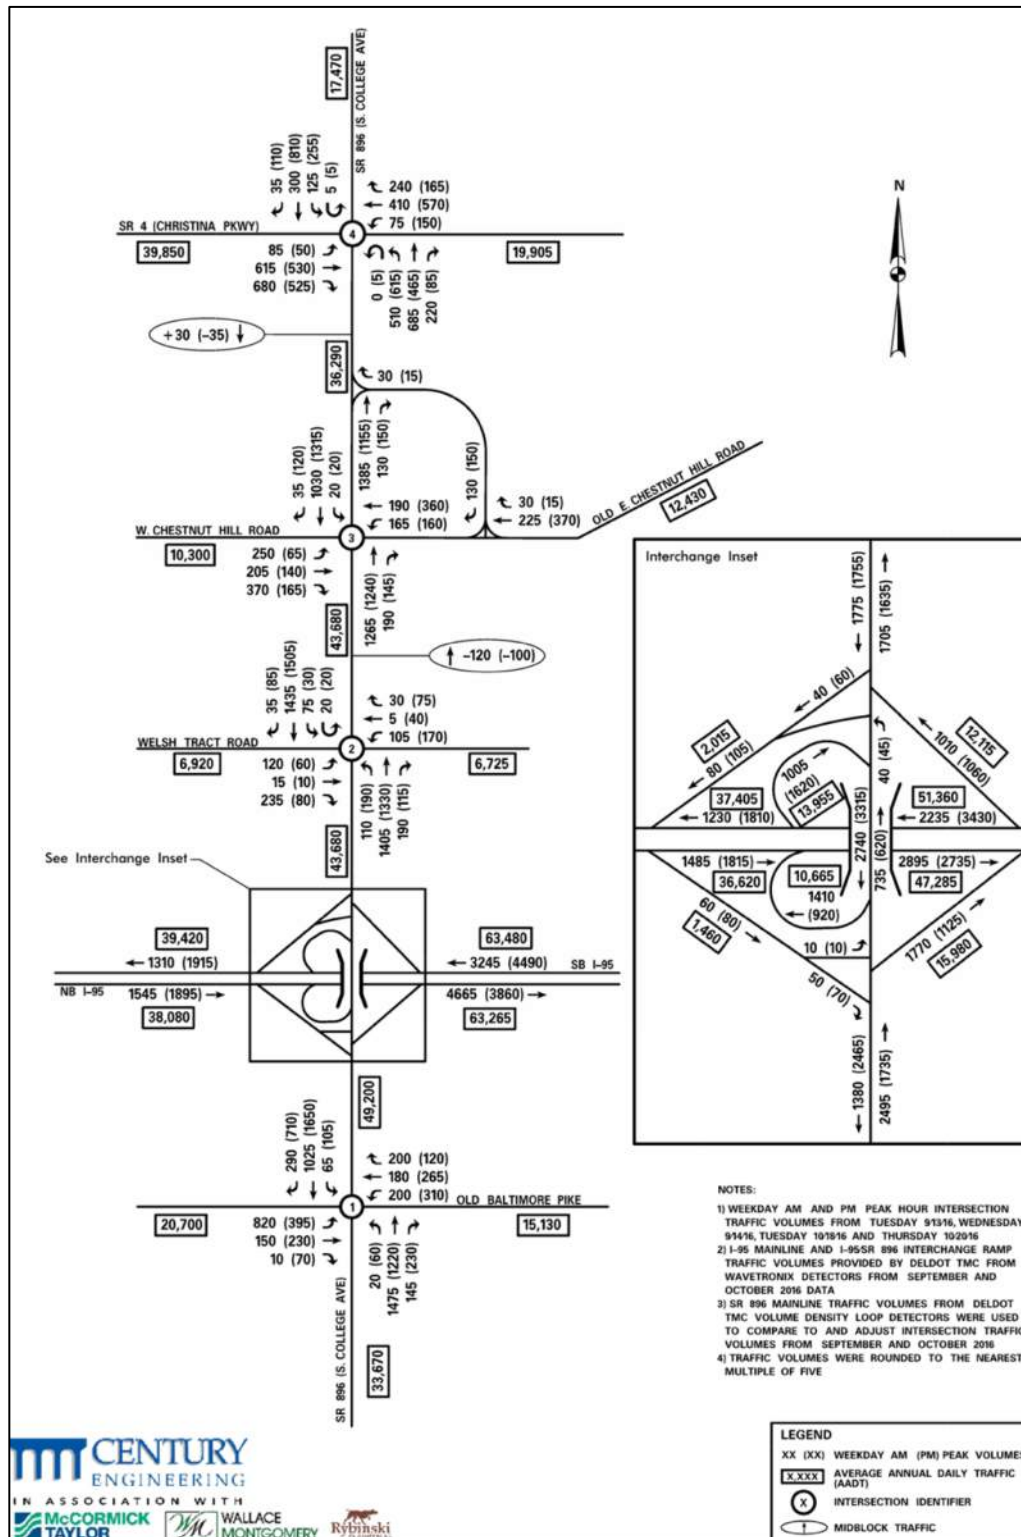 17,470
SR 896 (S. COLLEGE AVE)
35 (110)
300 (810)
125 (255)
5 (5)
240 (165)
410 (570)
75 (150)
SR 4 (CHRISTINA PKWY)
39,850
4
19,905
85 (50)
615 (530)
680 (525)
0 (5)
510 (615)
685 (465)
220 (85)
N
+30 (-35)
36,290
30 (15)
1385 (1155)
130 (150)
130 (150)
35 (120)
1030 (1315)
20 (20)
190 (360)
165 (160)
30 (15)
225 (370)
OLD E. CHESTNUT HILL ROAD
12,430
W. CHESTNUT HILL ROAD
10,300
3
250 (65)
205 (140)
370 (165)
1265 (1240)
190 (145)
43,680
-120 (-100)
35 (85)
1435 (1505)
75 (30)
20 (20)
30 (75)
5 (40)
105 (170)
WELSH TRACT ROAD
6,920
2
6,725
120 (60)
15 (10)
235 (80)
110 (190)
1405 (1330)
190 (115)
43,680
See Interchange Inset
39,420
1310 (1915)
63,480
3245 (4490)
SB I-95
NB I-95
1545 (1895)
38,080
4665 (3860)
63,265
49,200
290 (710)
1025 (1650)
65 (105)
200 (120)
180 (265)
200 (310)
OLD BALTIMORE PIKE
20,700
1
15,130
820 (395)
150 (230)
10 (70)
20 (60)
1475 (1220)
145 (230)
SR 896 (S. COLLEGE AVE)
33,670
Interchange Inset
1775 (1755)
1705 (1635)
40 (60)
2,015
80 (105)
1005
(1620)
13,955
40 (45)
12,115
1010 (1060)
37,405
1230 (1810)
2740 (3315)
735 (620)
51,360
2235 (3430)
1485 (1815)
36,620
10,665
1410
(920)
2895 (2735)
47,285
60 (80)
1,460
10 (10)
50 (70)
1770 (1125)
15,980
1380 (2465)
2495 (1735)
NOTES:
1) WEEKDAY AM AND PM PEAK HOUR INTERSECTION
TRAFFIC VOLUMES FROM TUESDAY 9/13/16, WEDNESDAY
9/14/16, TUESDAY 10/18/16 AND THURSDAY 10/20/16
2) I-95 MAINLINE AND I-95/SR 896 INTERCHANGE RAMP
TRAFFIC VOLUMES PROVIDED BY DELDOT TMC FROM
WAVETRONIX DETECTORS FROM SEPTEMBER AND
OCTOBER 2016 DATA
3) SR 896 MAINLINE TRAFFIC VOLUMES FROM DELDOT
TMC VOLUME DENSITY LOOP DETECTORS WERE USED
TO COMPARE TO AND ADJUST INTERSECTION TRAFFIC
VOLUMES FROM SEPTEMBER AND OCTOBER 2016
4) TRAFFIC VOLUMES WERE ROUNDED TO THE NEAREST
MULTIPLE OF FIVE
LEGEND
XX (XX) WEEKDAY AM (PM) PEAK VOLUMES
X,XXX AVERAGE ANNUAL DAILY TRAFFIC
(AADT)
X INTERSECTION IDENTIFIER
MIDBLOCK TRAFFIC
CENTURY
ENGINEERING
IN ASSOCIATION WITH
McCORMICK
TAYLOR
WM WALLACE
MONTGOMERY
Rybinski